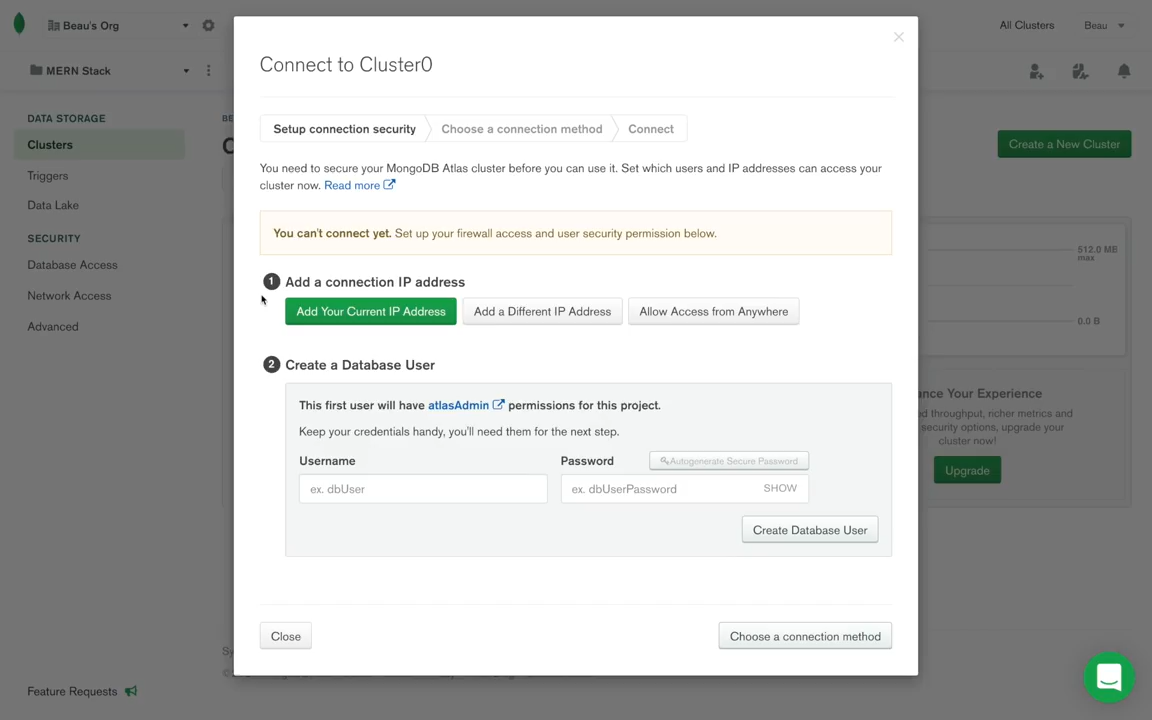 Beau's Org
All Clusters
Beau
MERN Stack
DATA STORAGE
Clusters
Triggers
Data Lake
SECURITY
Database Access
Network Access
Advanced
Feature Requests
Create a New Cluster
Connect to Cluster0
Setup connection security
Choose a connection method
Connect
You need to secure your MongoDB Atlas cluster before you can use it. Set which users and IP addresses can access your
cluster now. Read more
You can't connect yet. Set up your firewall access and user security permission below.
1 Add a connection IP address
Add Your Current IP Address
Add a Different IP Address
Allow Access from Anywhere
2 Create a Database User
This first user will have atlasAdmin permissions for this project.
Keep your credentials handy, you'll need them for the next step.
Username
Password
Autogenerate Secure Password
ex. dbUser
ex. dbUserPassword
SHOW
Create Database User
Close
Choose a connection method
512.0 MB
max
0.0 B
ance Your Experience
d throughput, richer metrics and
security options, upgrade your
cluster now!
Upgrade